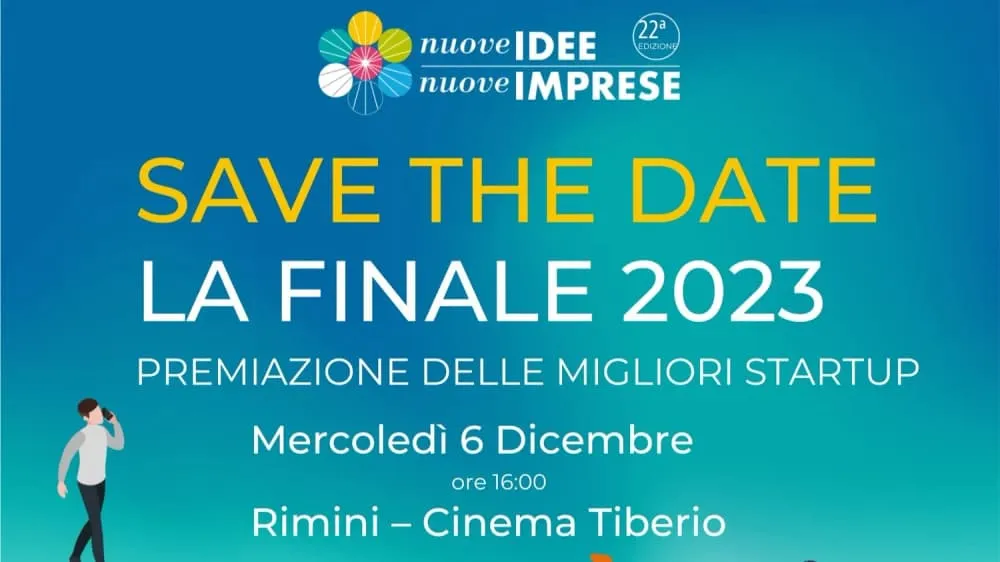 nuove IDEE
nuove IMPRESE
22ª
EDIZIONE
SAVE THE DATE
LA FINALE 2023
PREMIAZIONE DELLE MIGLIORI STARTUP
Mercoledì 6 Dicembre
ore 16:00
Rimini – Cinema Tiberio